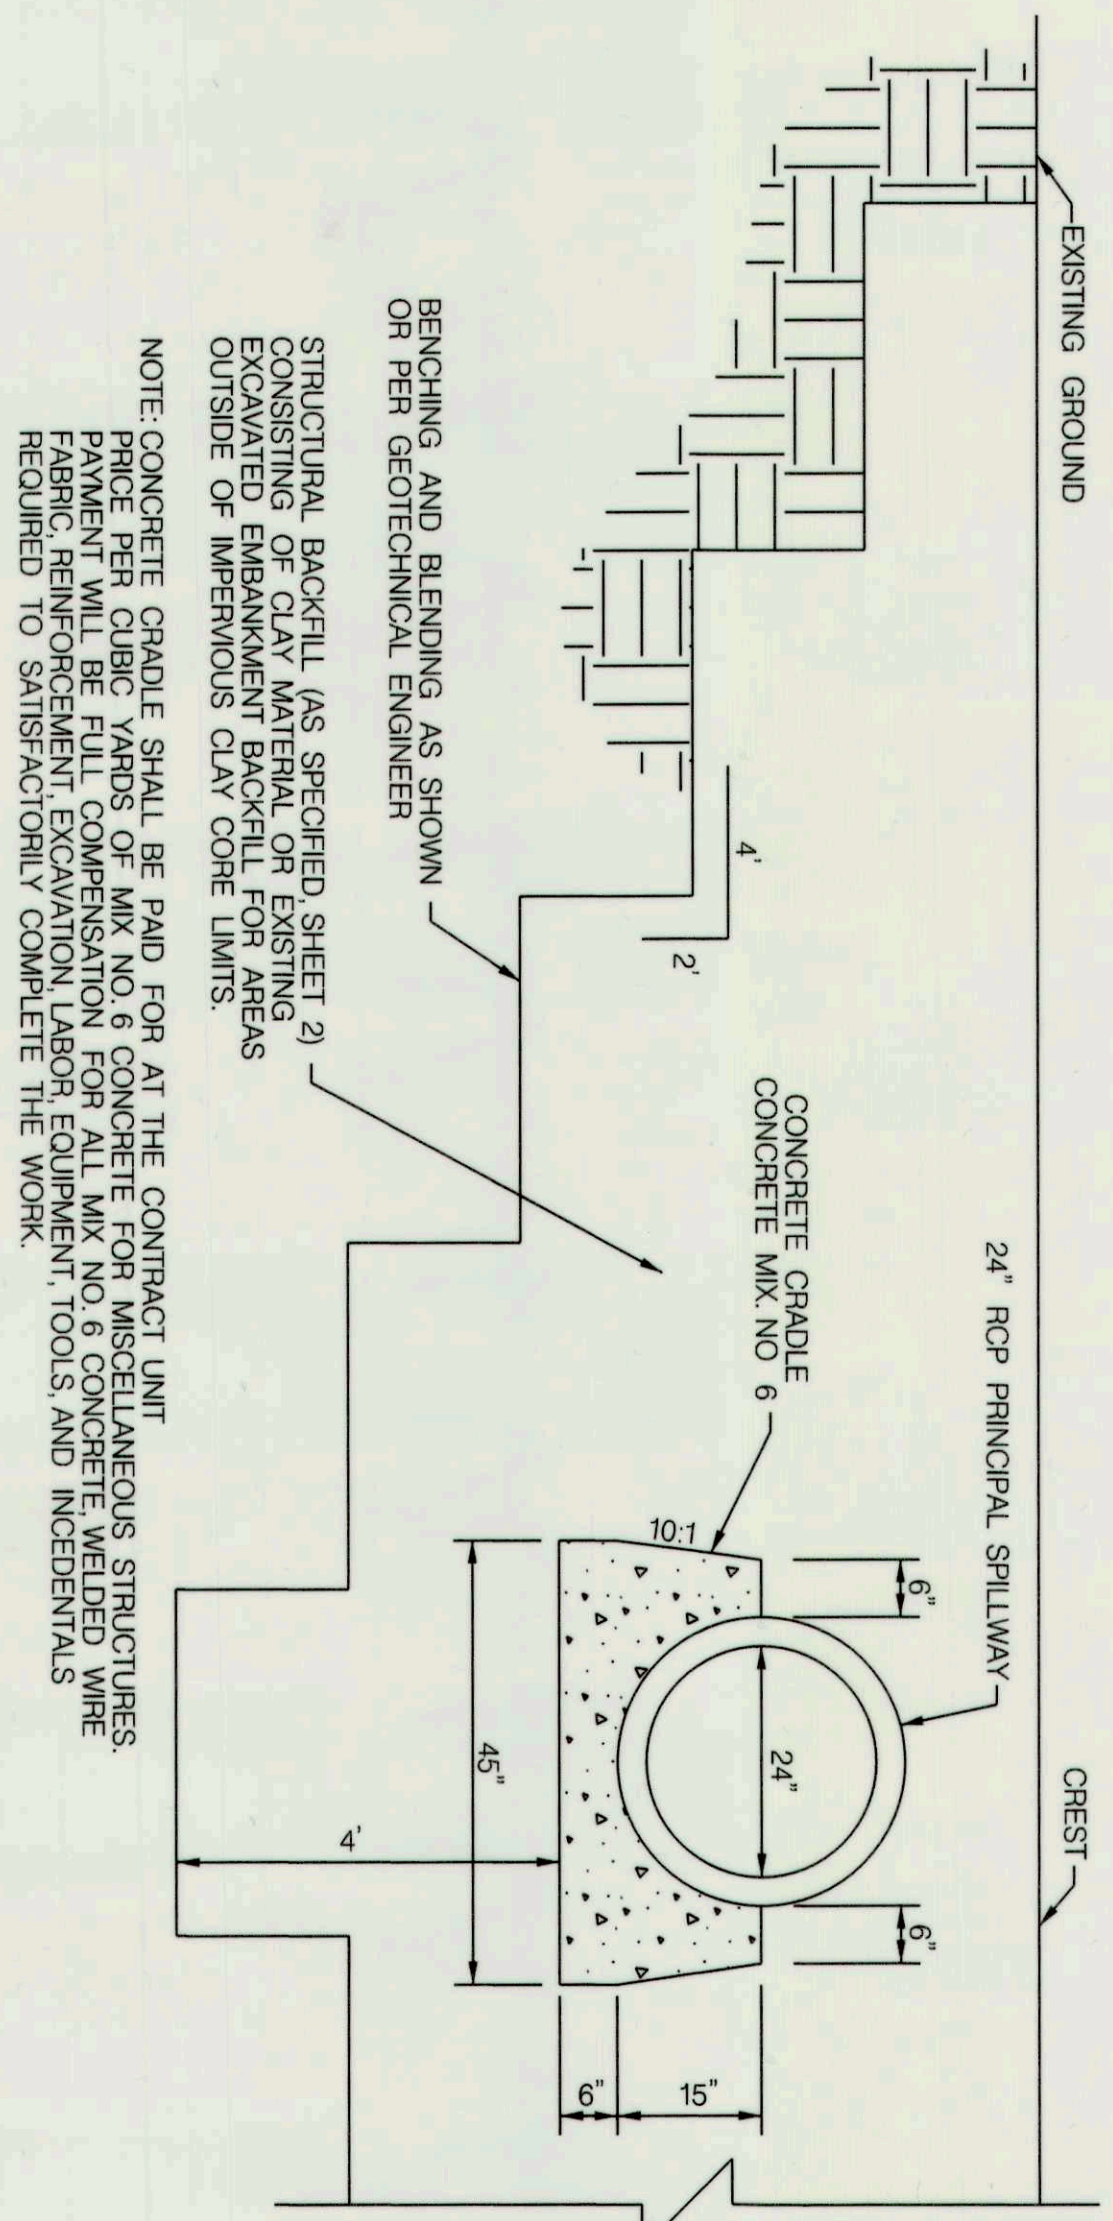 EXISTING GROUND
CREST
24" RCP PRINCIPAL SPILLWAY
CONCRETE CRADLE
CONCRETE MIX. NO 6
4'
2'
6"
6"
10:1
24"
15"
6"
45"
4'
BENCHING AND BLENDING AS SHOWN
OR PER GEOTECHNICAL ENGINEER
STRUCTURAL BACKFILL (AS SPECIFIED, SHEET 2)
CONSISTING OF CLAY MATERIAL OR EXISTING
EXCAVATED EMBANKMENT BACKFILL FOR AREAS
OUTSIDE OF IMPERVIOUS CLAY CORE LIMITS.
NOTE: CONCRETE CRADLE SHALL BE PAID FOR AT THE CONTRACT UNIT
PRICE PER CUBIC YARDS OF MIX NO. 6 CONCRETE FOR MISCELLANEOUS STRUCTURES.
PAYMENT WILL BE FULL COMPENSATION FOR ALL MIX NO. 6 CONCRETE, WELDED WIRE
FABRIC, REINFORCEMENT, EXCAVATION, LABOR, EQUIPMENT, TOOLS, AND INCEDENTALS
REQUIRED TO SATISFACTORILY COMPLETE THE WORK.